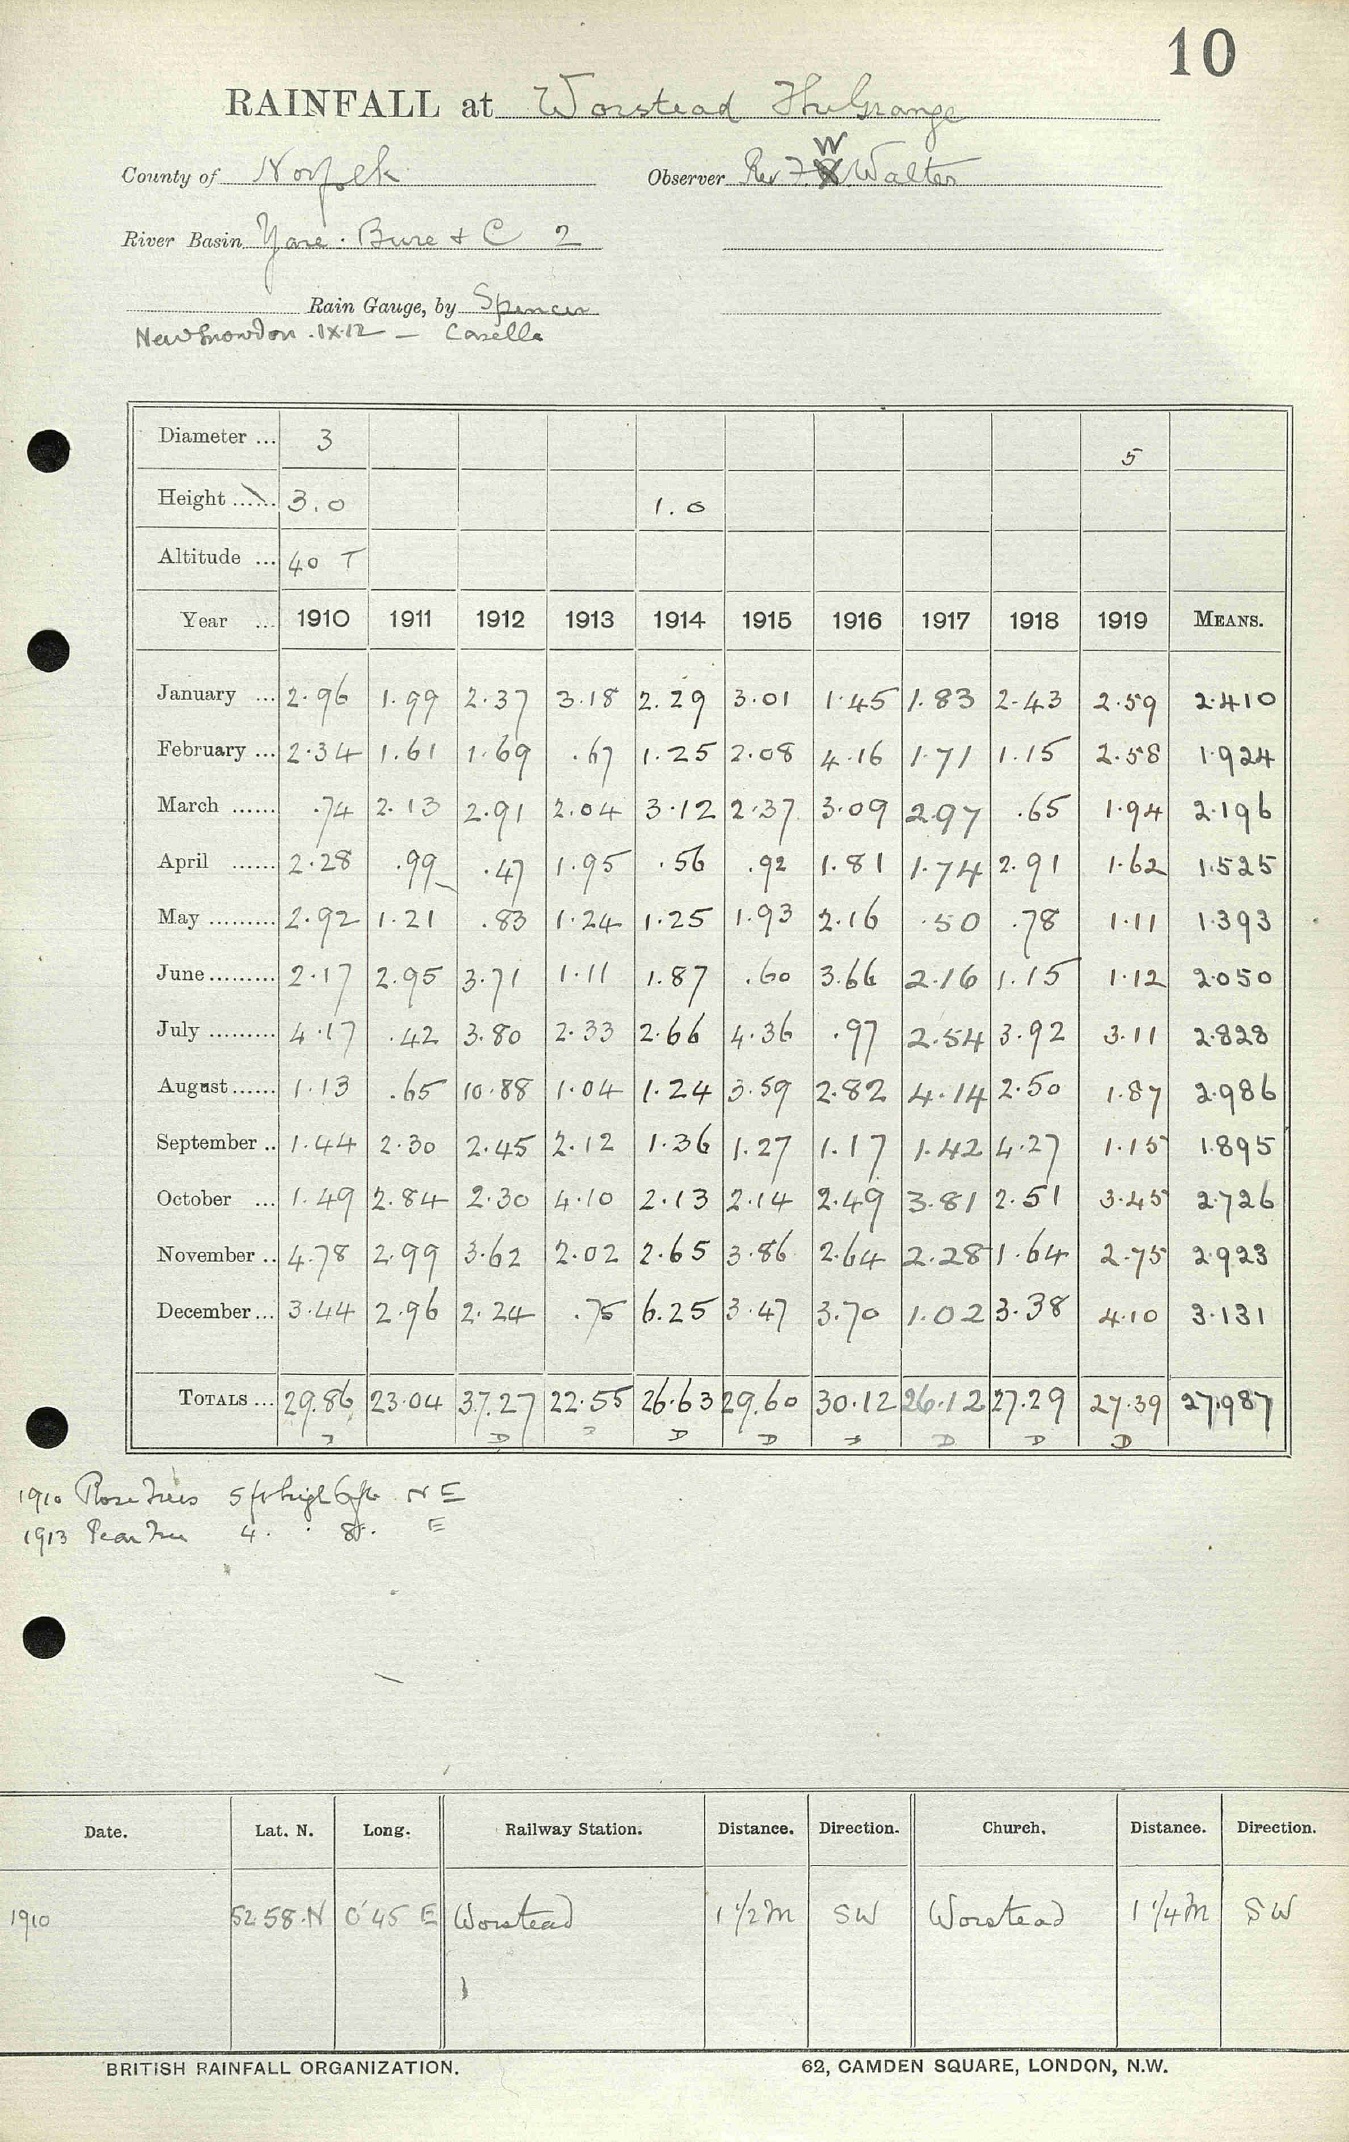 10
RAINFALL at Worstead The Grange
County of Norfolk Observer Rev F. W Walter
River Basin Yare. Bure & C 2
Rain Gauge, by Spencer
New Snowdon . IX.12 — Casella
Diameter ... 3 5
Height ...... 3.0 1.0
Altitude ... 40 T
Year ... 1910 1911 1912 1913 1914 1915 1916 1917 1918 1919 MEANS.
January ... 2.96 1.99 2.37 3.18 2.29 3.01 1.45 1.83 2.43 2.59 2.410
February ... 2.34 1.61 1.69 .67 1.25 2.08 4.16 1.71 1.15 2.58 1.924
March ...... .74 2.13 2.91 2.04 3.12 2.37 3.09 2.97 .65 1.94 2.196
April ...... 2.28 .99 .47 1.95 .56 .92 1.81 1.74 2.91 1.62 1.525
May ......... 2.92 1.21 .83 1.24 1.25 1.93 2.16 .50 .78 1.11 1.393
June ......... 2.17 2.95 3.71 1.11 1.87 .60 3.66 2.16 1.15 1.12 2.050
July ......... 4.17 .42 3.80 2.33 2.66 4.36 .97 2.54 3.92 3.11 2.828
August ...... 1.13 .65 10.88 1.04 1.24 3.59 2.82 4.14 2.50 1.87 2.986
September .. 1.44 2.30 2.45 2.12 1.36 1.27 1.17 1.42 4.27 1.15 1.895
October ... 1.49 2.84 2.30 4.10 2.13 2.14 2.49 3.81 2.51 3.45 2.726
November .. 4.78 2.99 3.62 2.02 2.65 3.86 2.64 2.28 1.64 2.75 2.923
December ... 3.44 2.96 2.24 .75 6.25 3.47 3.70 1.02 3.38 4.10 3.131
TOTALS ... 29.86 23.04 37.27 22.55 26.63 29.60 30.12 26.12 27.29 27.39 27.987
D D D D D D
1910 Rose Trees 5 ft high 6 ft N E
1913 Pear Tree 4 . . 8 . E
Date. Lat. N. Long. Railway Station. Distance. Direction. Church. Distance. Direction.
1910 52 58.N 0°45 E Worstead 1 1/2 M SW Worstead 1 1/4 M SW
BRITISH RAINFALL ORGANIZATION. 62, CAMDEN SQUARE, LONDON, N.W.